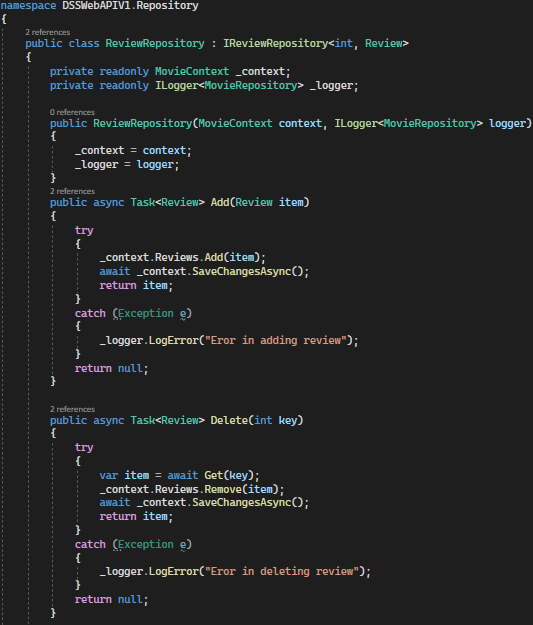 namespace DSSWebAPIV1.Repository
{
2 references
public class ReviewRepository : IReviewRepository<int, Review>
{
private readonly MovieContext _context;
private readonly ILogger<MovieRepository> _logger;
0 references
public ReviewRepository(MovieContext context, ILogger<MovieRepository> logger)
{
_context = context;
_logger = logger;
}
2 references
public async Task<Review> Add(Review item)
{
try
{
_context.Reviews.Add(item);
await _context.SaveChangesAsync();
return item;
}
catch (Exception e)
{
_logger.LogError("Eror in adding review");
}
return null;
}
2 references
public async Task<Review> Delete(int key)
{
try
{
var item = await Get(key);
_context.Reviews.Remove(item);
await _context.SaveChangesAsync();
return item;
}
catch (Exception e)
{
_logger.LogError("Eror in deleting review");
}
return null;
}